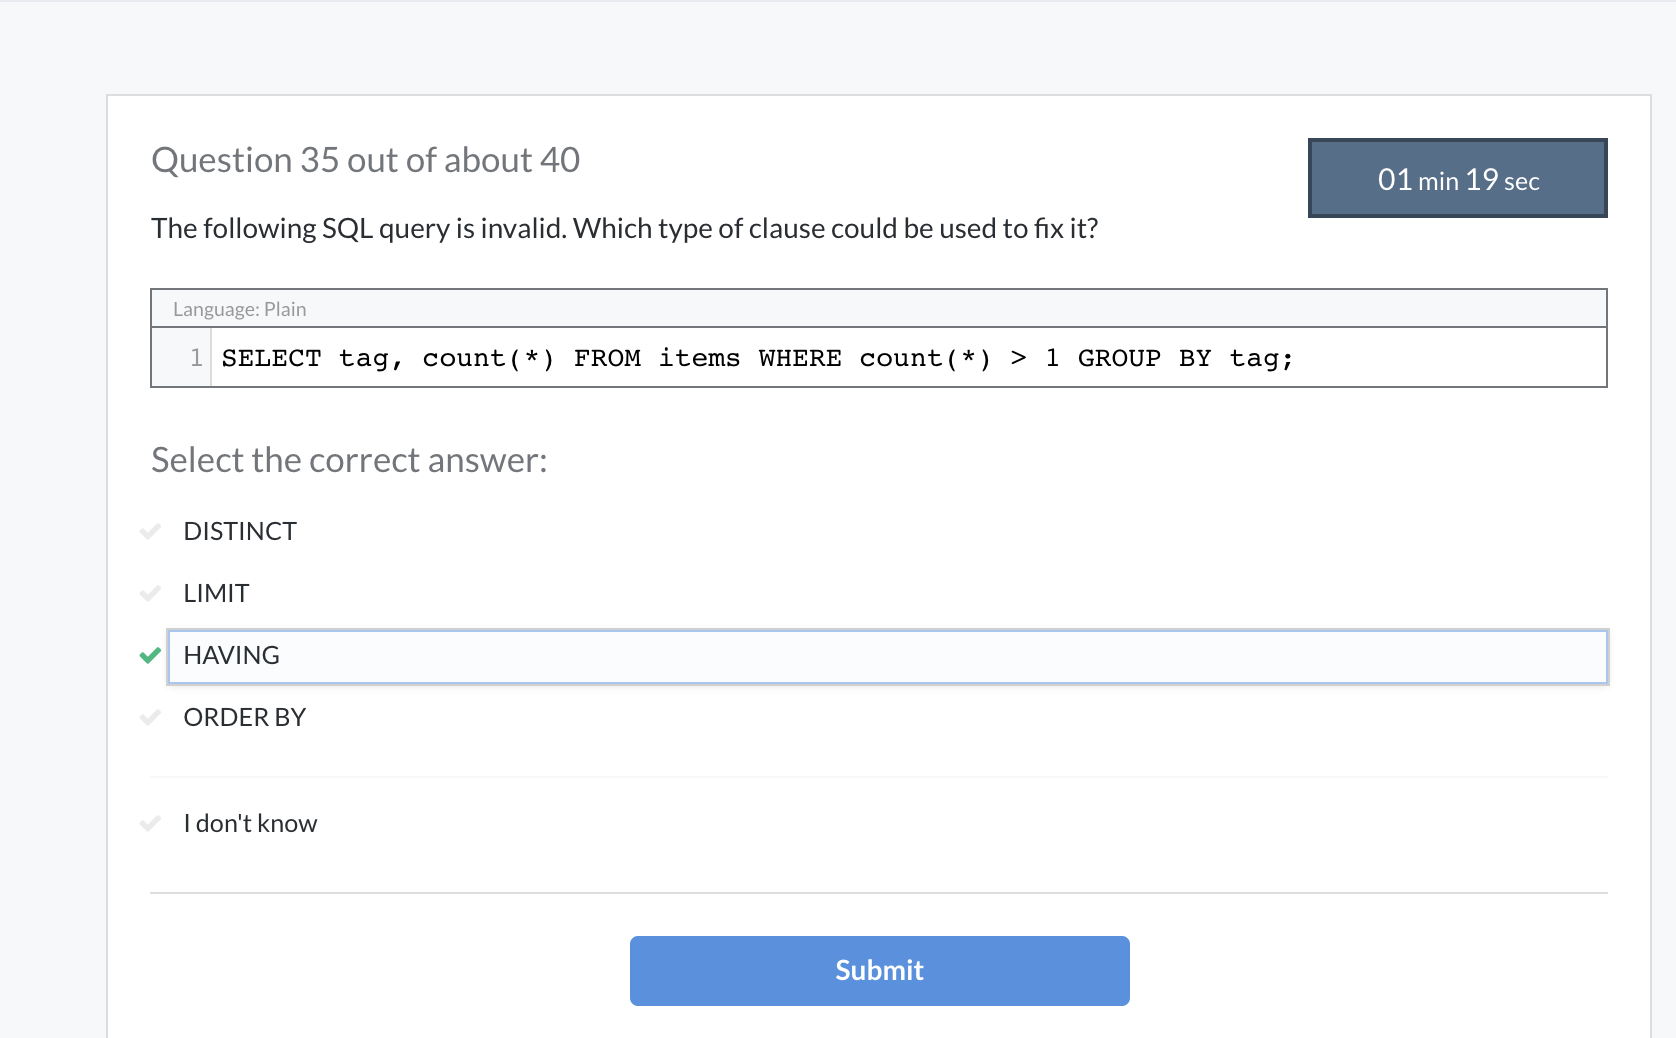 Question 35 out of about 40
01 min 19 sec
The following SQL query is invalid. Which type of clause could be used to fix it?
Language: Plain
1 SELECT tag, count(*) FROM items WHERE count(*) > 1 GROUP BY tag;
Select the correct answer:
DISTINCT
LIMIT
HAVING
ORDER BY
I don't know
Submit